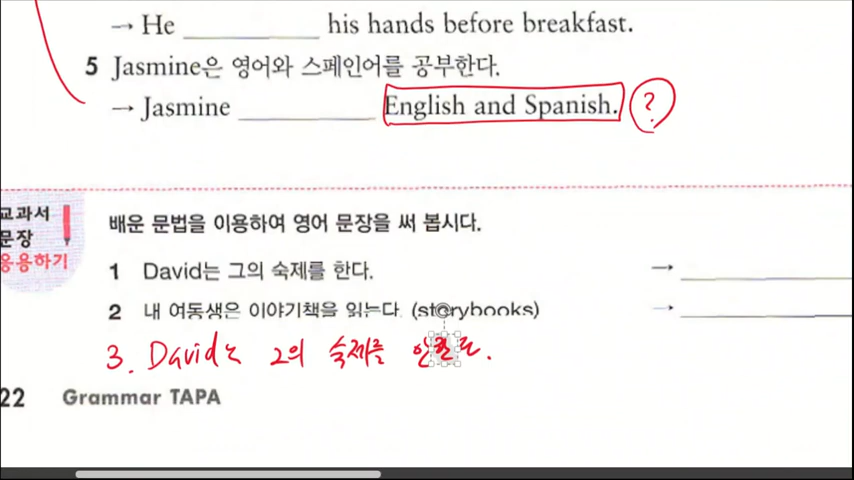 → He ________ his hands before breakfast.
5 Jasmine은 영어와 스페인어를 공부한다.
→ Jasmine ________ English and Spanish. ?
교과서
문장
응용하기
배운 문법을 이용하여 영어 문장을 써 봅시다.
1 David는 그의 숙제를 한다. →
2 내 여동생은 이야기책을 읽는다. (storybooks) →
3. David는 그의 숙제를
22 Grammar TAPA